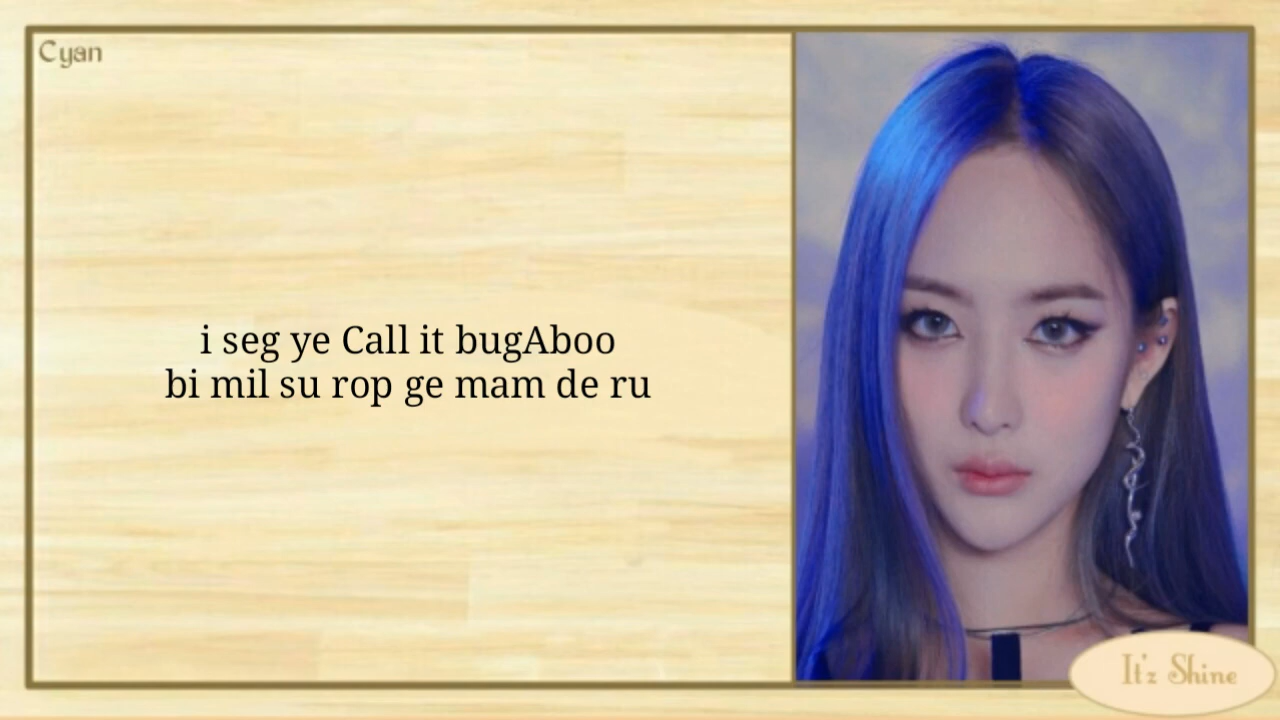 Cyan
i seg ye Call it bugAboo
bi mil su rop ge mam de ru
It'z Shine